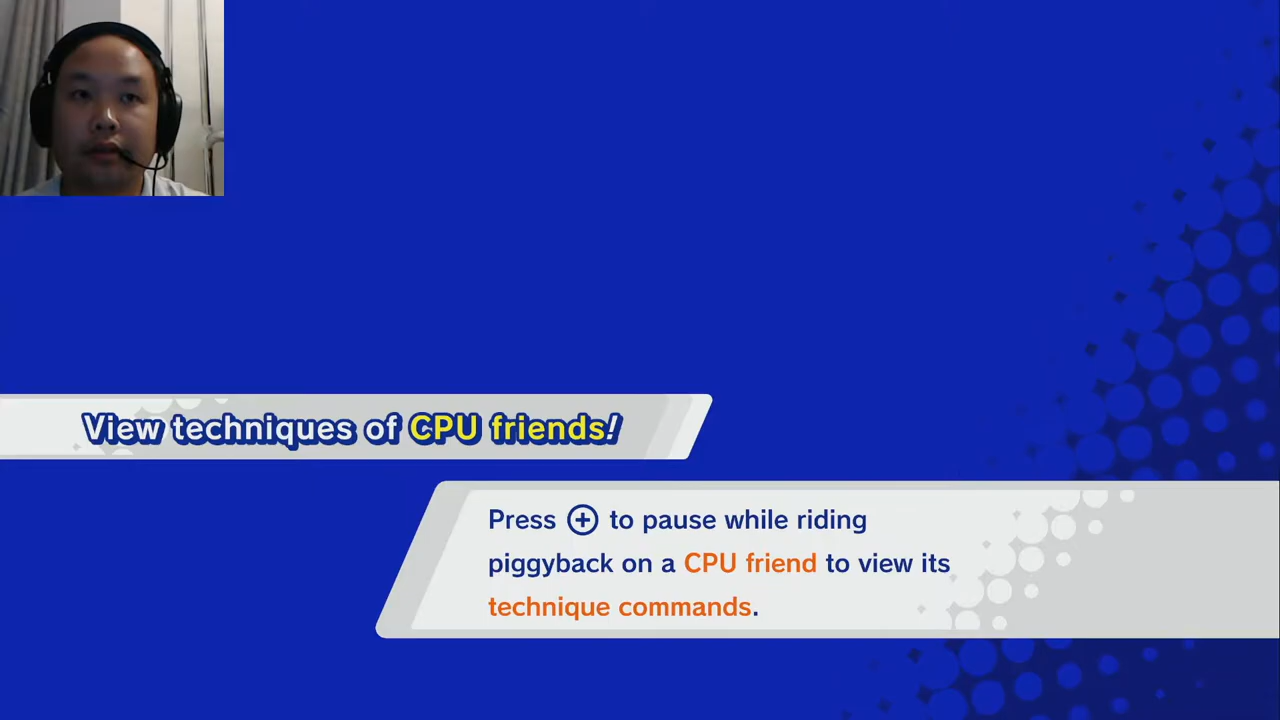 View techniques of CPU friends!
Press ⊕ to pause while riding
piggyback on a CPU friend to view its
technique commands.